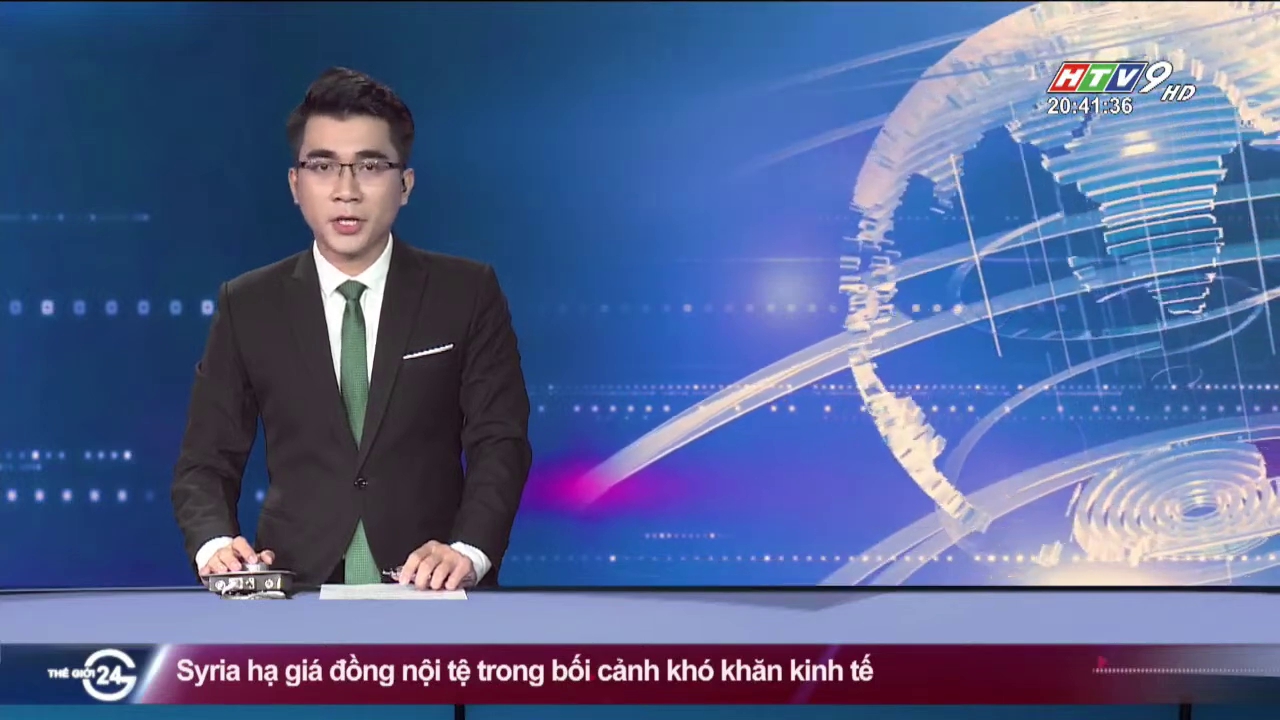 HTV9 HD
20:41:36
THẾ GIỚI 24G
Syria hạ giá đồng nội tệ trong bối cảnh khó khăn kinh tế